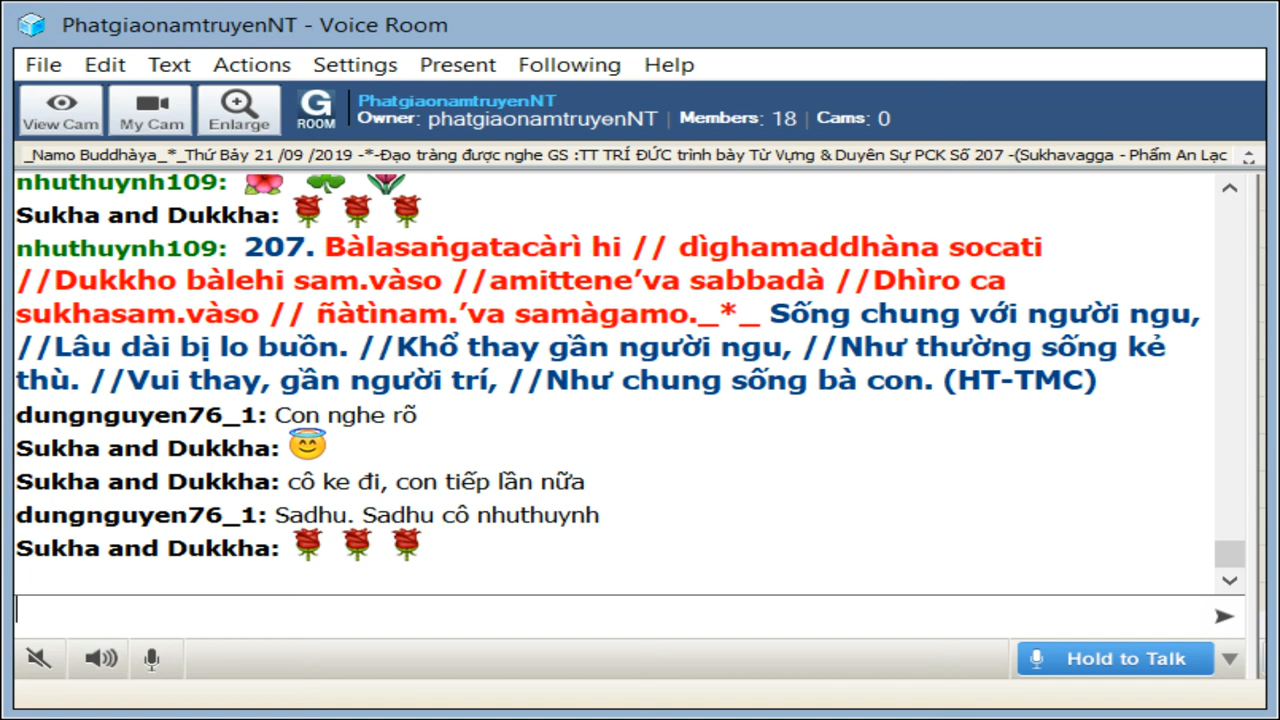 PhatgiaonamtruyenNT - Voice Room
File Edit Text Actions Settings Present Following Help
View Cam My Cam Enlarge G ROOM
PhatgiaonamtruyenNT
Owner: phatgiaonamtruyenNT | Members: 18 | Cams: 0
_Namo Buddhàya_*_Thứ Bảy 21 /09 /2019 -*-Đạo tràng được nghe GS :TT TRÍ ĐỨC trình bày Từ Vựng & Duyên Sự PCK Số 207 -(Sukhavagga - Phẩm An Lạc
nhuthuynh109:
Sukha and Dukkha:
nhuthuynh109: 207. Bàlasaṅgatacàrì hi // dìghamaddhàna socati
//Dukkho bàlehi sam.vàso //amittene’va sabbadà //Dhìro ca
sukhasam.vàso // ñàtìnam.’va samàgamo._*_ Sống chung với người ngu,
//Lâu dài bị lo buồn. //Khổ thay gần người ngu, //Như thường sống kẻ
thù. //Vui thay, gần người trí, //Như chung sống bà con. (HT-TMC)
dungnguyen76_1: Con nghe rõ
Sukha and Dukkha:
Sukha and Dukkha: cô ke đi, con tiếp lần nữa
dungnguyen76_1: Sadhu. Sadhu cô nhuthuynh
Sukha and Dukkha:
Hold to Talk